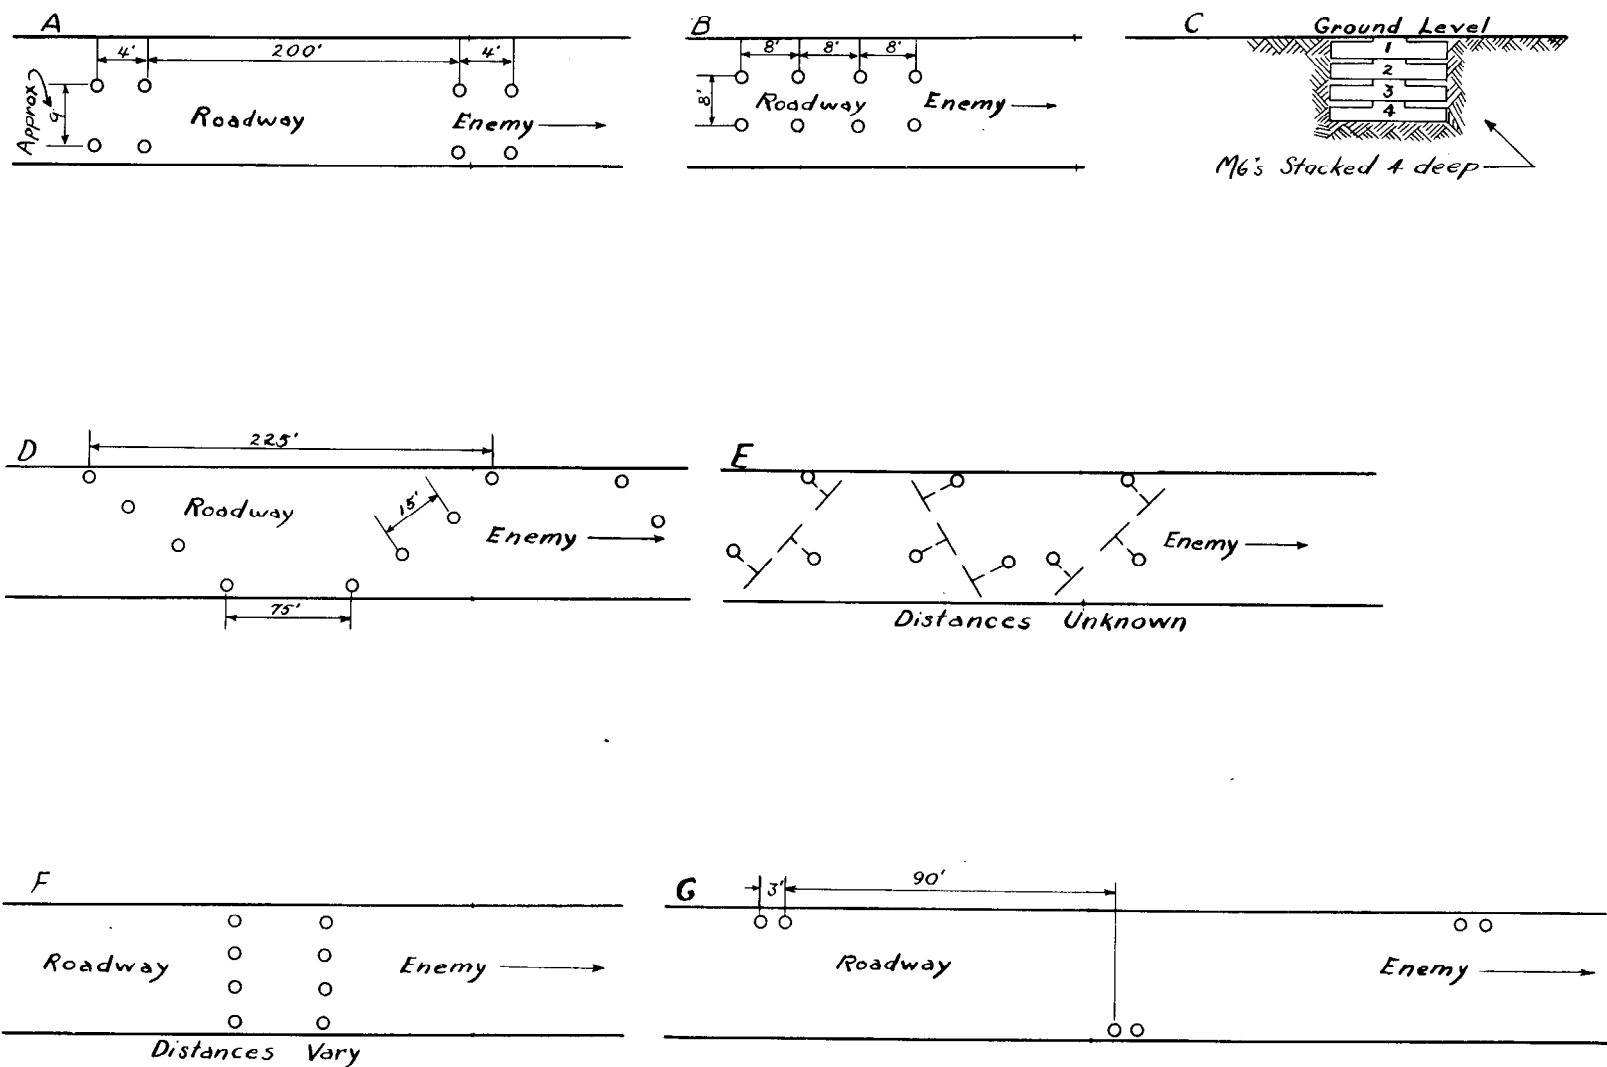 A
4' 200' 4'
Approx 9'
Roadway Enemy
B
8' 8' 8'
8'
Roadway Enemy
C
Ground Level
1
2
3
4
M6's Stacked 4 deep
D
225'
Roadway
15'
Enemy
75'
E
Enemy
Distances Unknown
F
Roadway Enemy
Distances Vary
G
3' 90'
Roadway Enemy